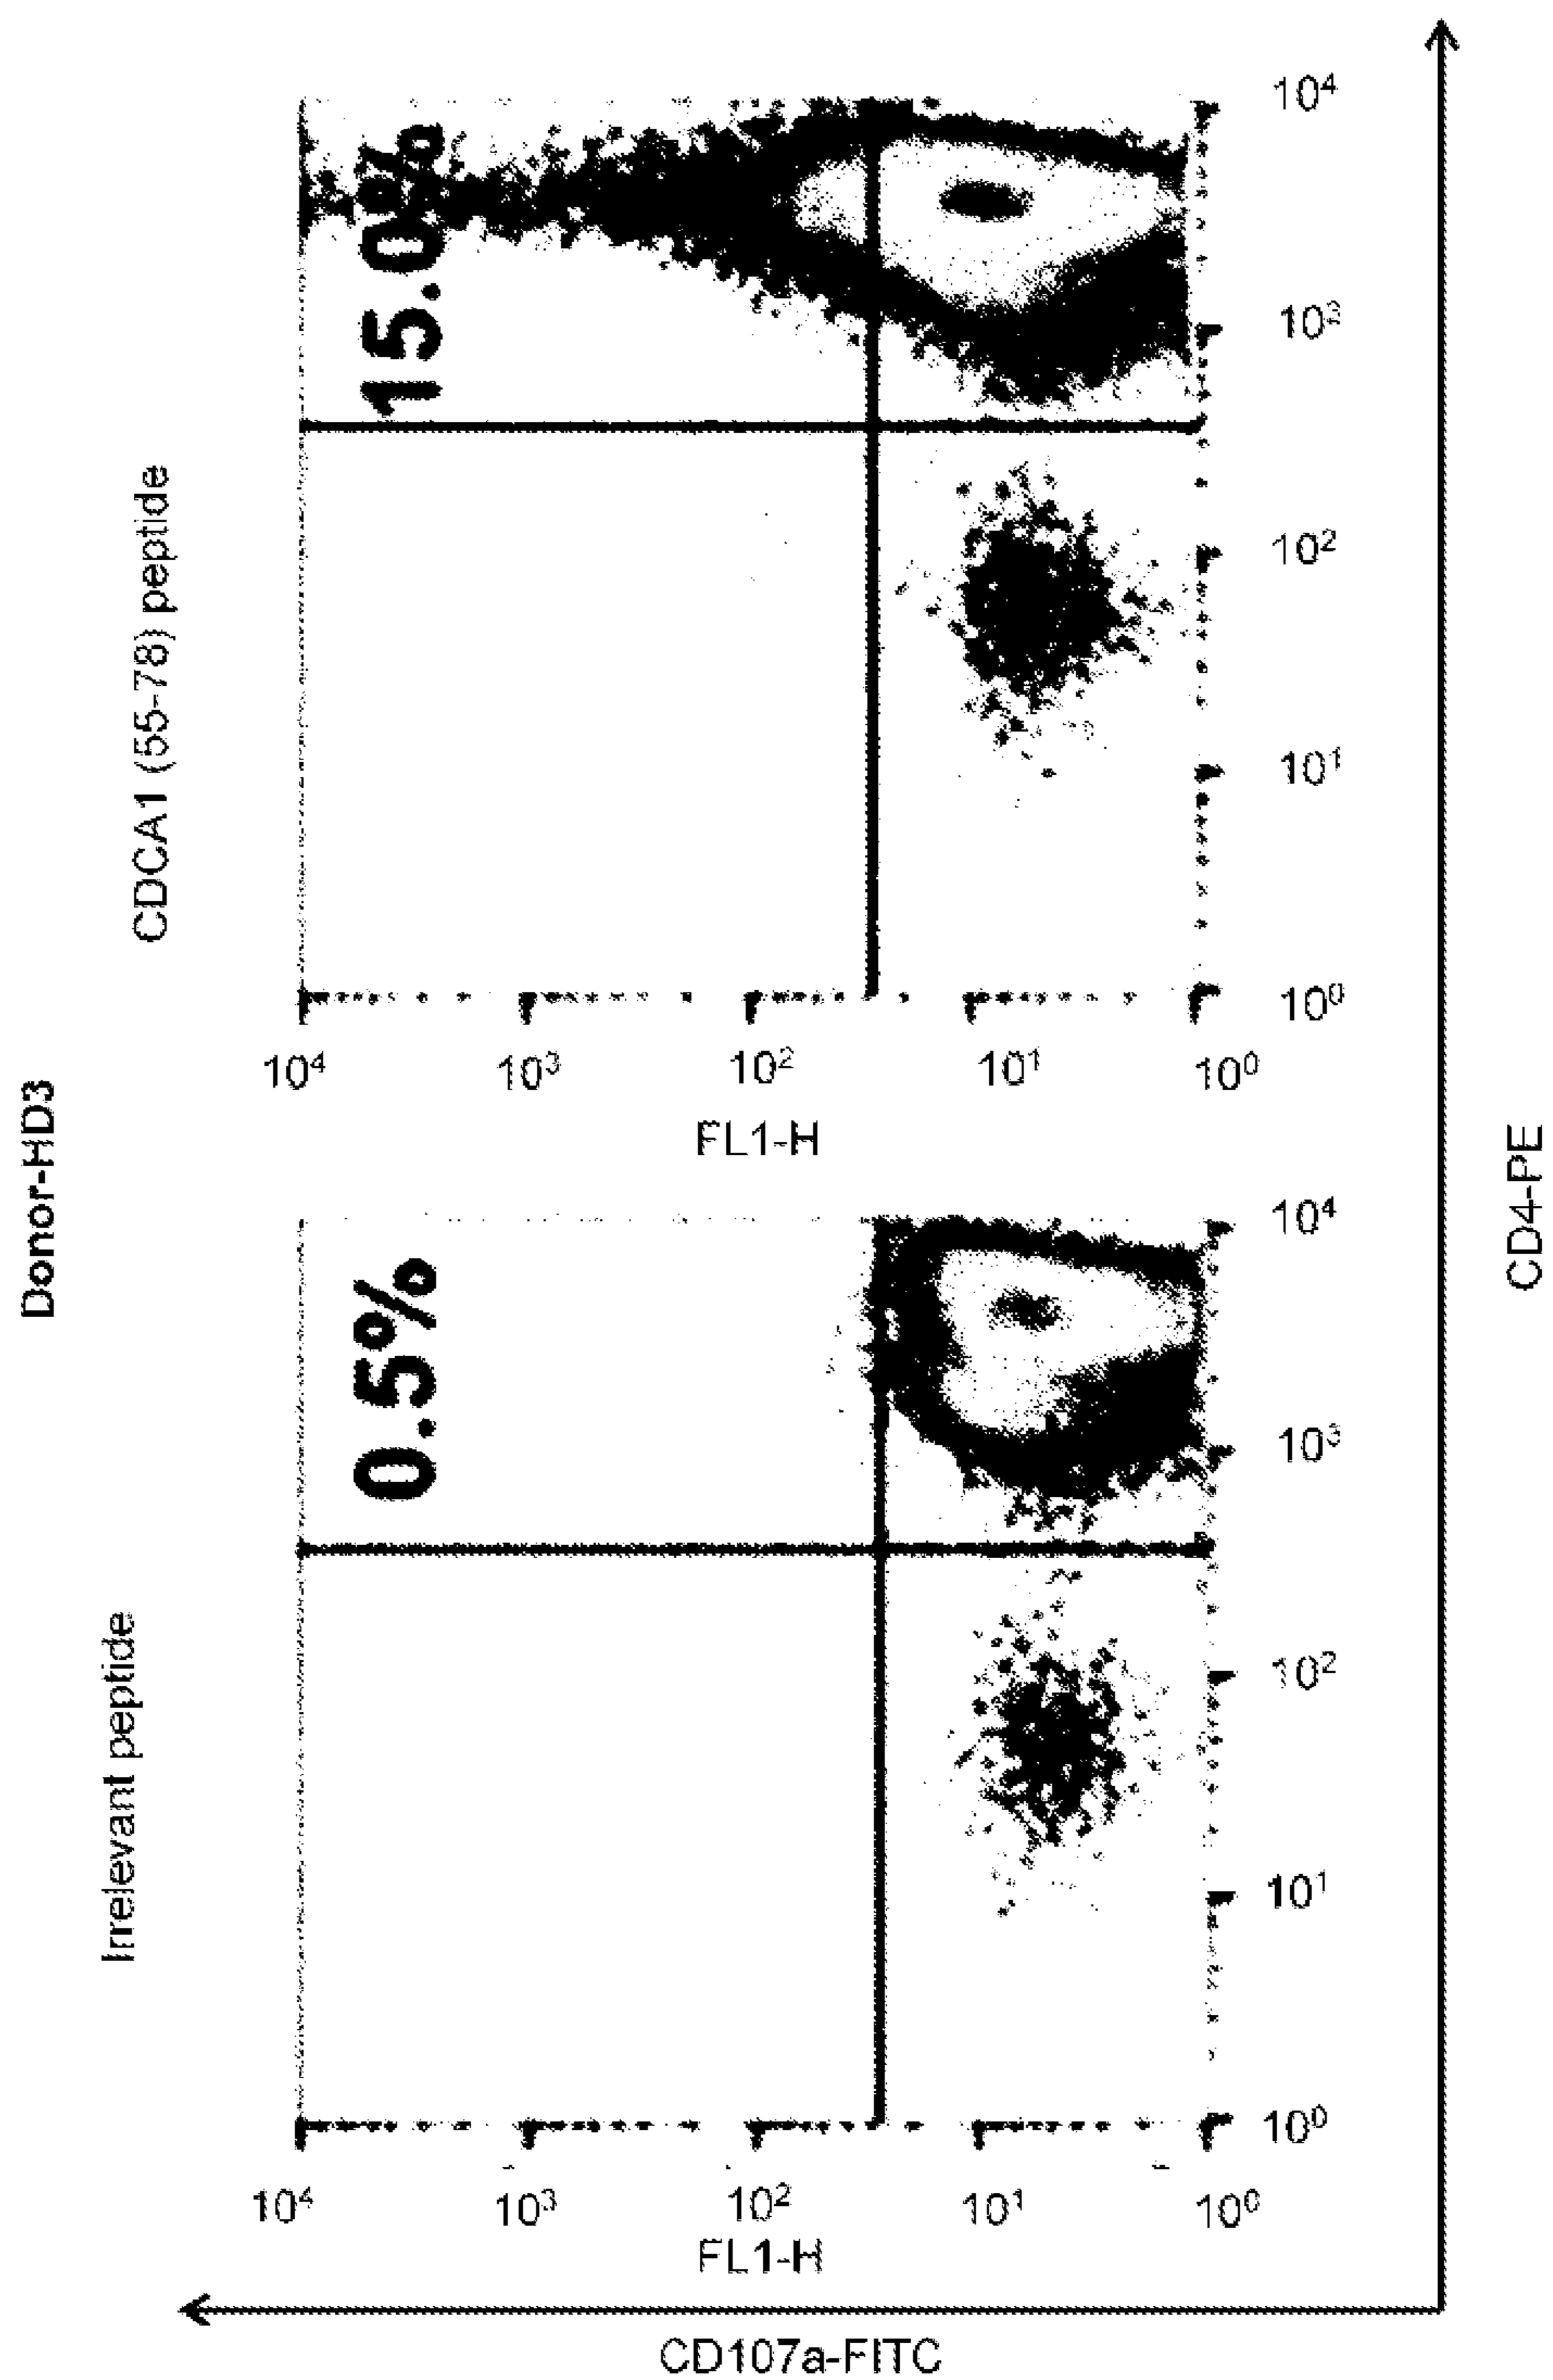 Donor-HD3
CDCA1 (55-78) peptide
15.0%
10⁴
10³
10²
10¹
10⁰
10⁴ 10³ 10² 10¹ 10⁰
FL1-H
Irrelevant peptide
0.5%
10⁴
10³
10²
10¹
10⁰
10⁴ 10³ 10² 10¹ 10⁰
FL1-H
CD4-PE
CD107a-FITC